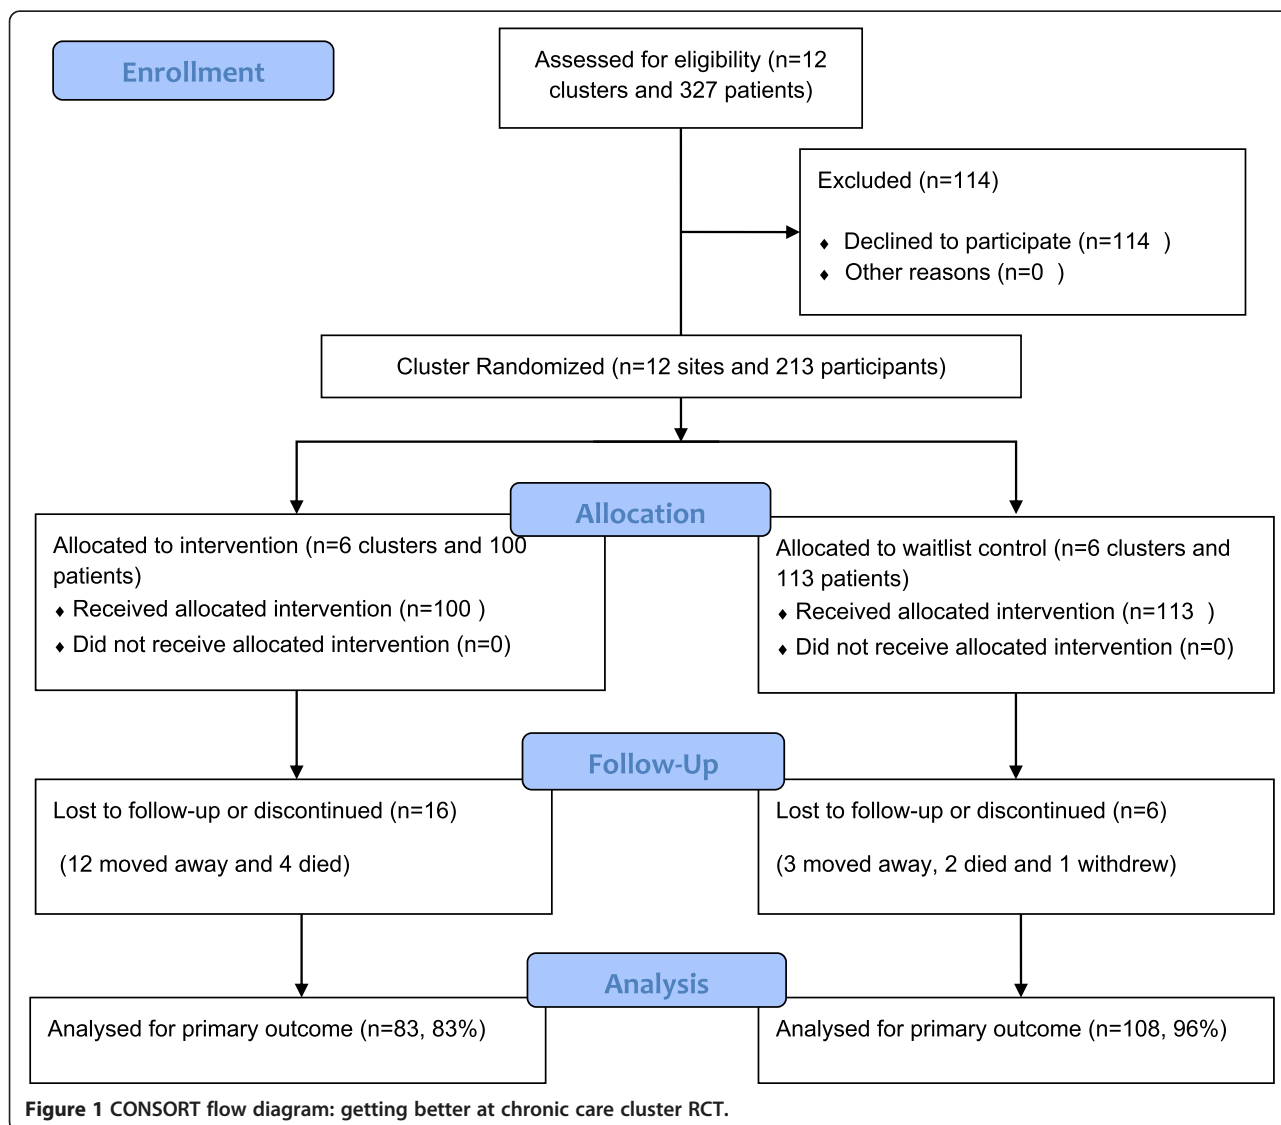 Enrollment
Assessed for eligibility (n=12
clusters and 327 patients)
Excluded (n=114)
♦ Declined to participate (n=114 )
♦ Other reasons (n=0 )
Cluster Randomized (n=12 sites and 213 participants)
Allocation
Allocated to intervention (n=6 clusters and 100
patients)
♦ Received allocated intervention (n=100 )
♦ Did not receive allocated intervention (n=0)
Allocated to waitlist control (n=6 clusters and
113 patients)
♦ Received allocated intervention (n=113 )
♦ Did not receive allocated intervention (n=0)
Follow-Up
Lost to follow-up or discontinued (n=16)
(12 moved away and 4 died)
Lost to follow-up or discontinued (n=6)
(3 moved away, 2 died and 1 withdrew)
Analysis
Analysed for primary outcome (n=83, 83%)
Analysed for primary outcome (n=108, 96%)
Figure 1 CONSORT flow diagram: getting better at chronic care cluster RCT.